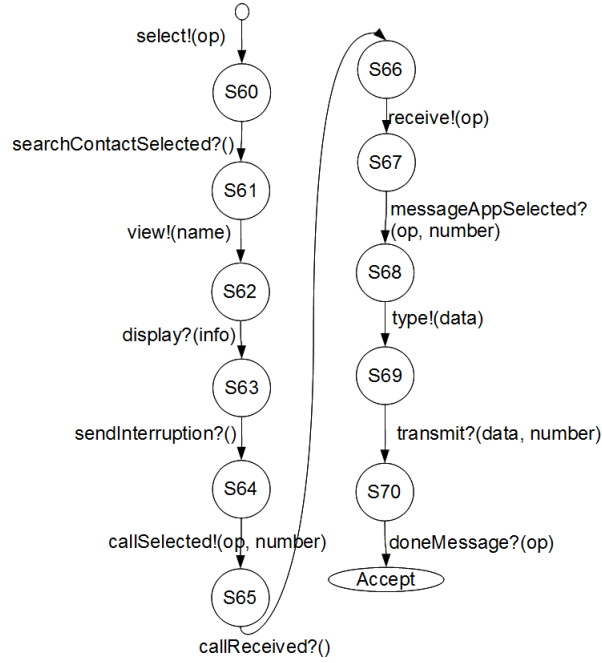 select!(op)
S60
searchContactSelected?()
S61
view!(name)
S62
display?(info)
S63
sendInterruption?()
S64
callSelected!(op, number)
S65
callReceived?()
S66
receive!(op)
S67
messageAppSelected?
(op, number)
S68
type!(data)
S69
transmit?(data, number)
S70
doneMessage?(op)
Accept